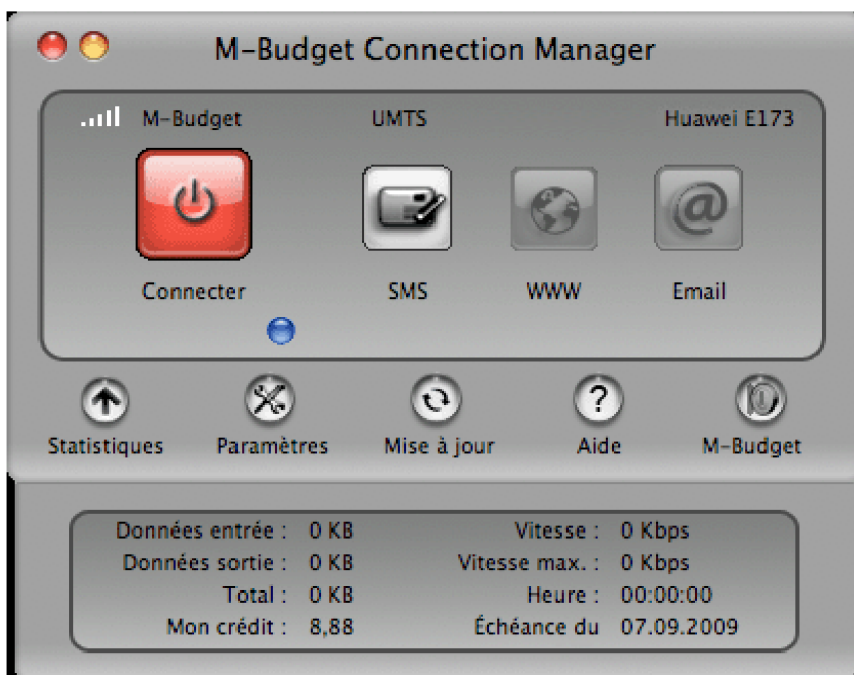 M-Budget Connection Manager
M-Budget UMTS Huawei E173
Connecter SMS WWW Email
Statistiques Paramètres Mise à jour Aide M-Budget
Données entrée : 0 KB Vitesse : 0 Kbps
Données sortie : 0 KB Vitesse max. : 0 Kbps
Total : 0 KB Heure : 00:00:00
Mon crédit : 8,88 Échéance du 07.09.2009